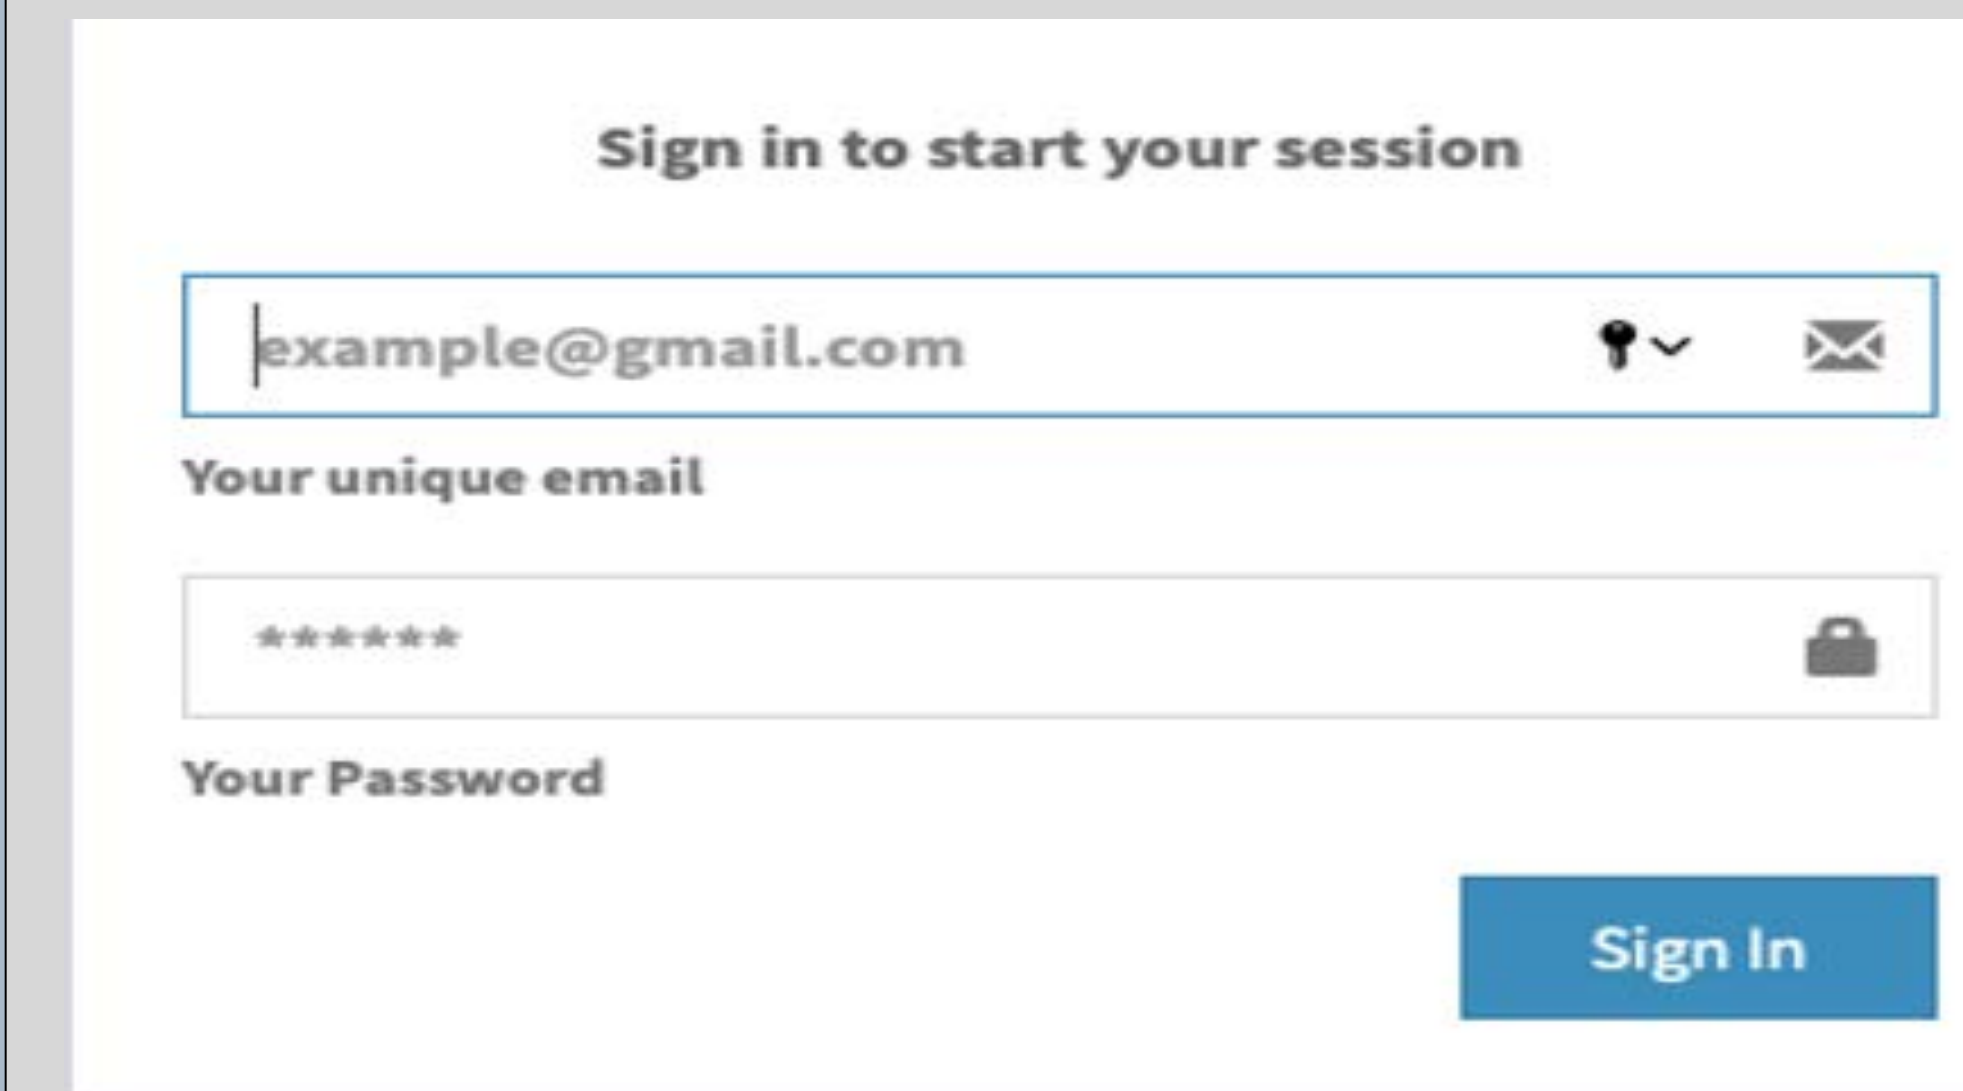 Sign in to start your session
example@gmail.com
Your unique email
******
Your Password
Sign In